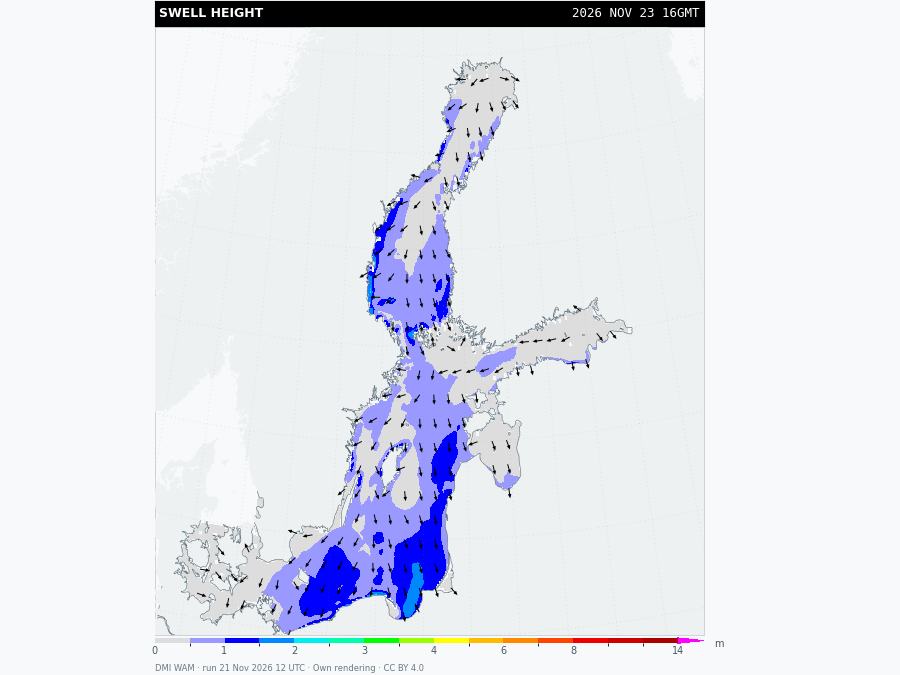 SWELL HEIGHT
2026 NOV 23 16GMT
0 1 2 3 4 6 8 14 m
DMI WAM · run 21 Nov 2026 12 UTC · Own rendering · CC BY 4.0